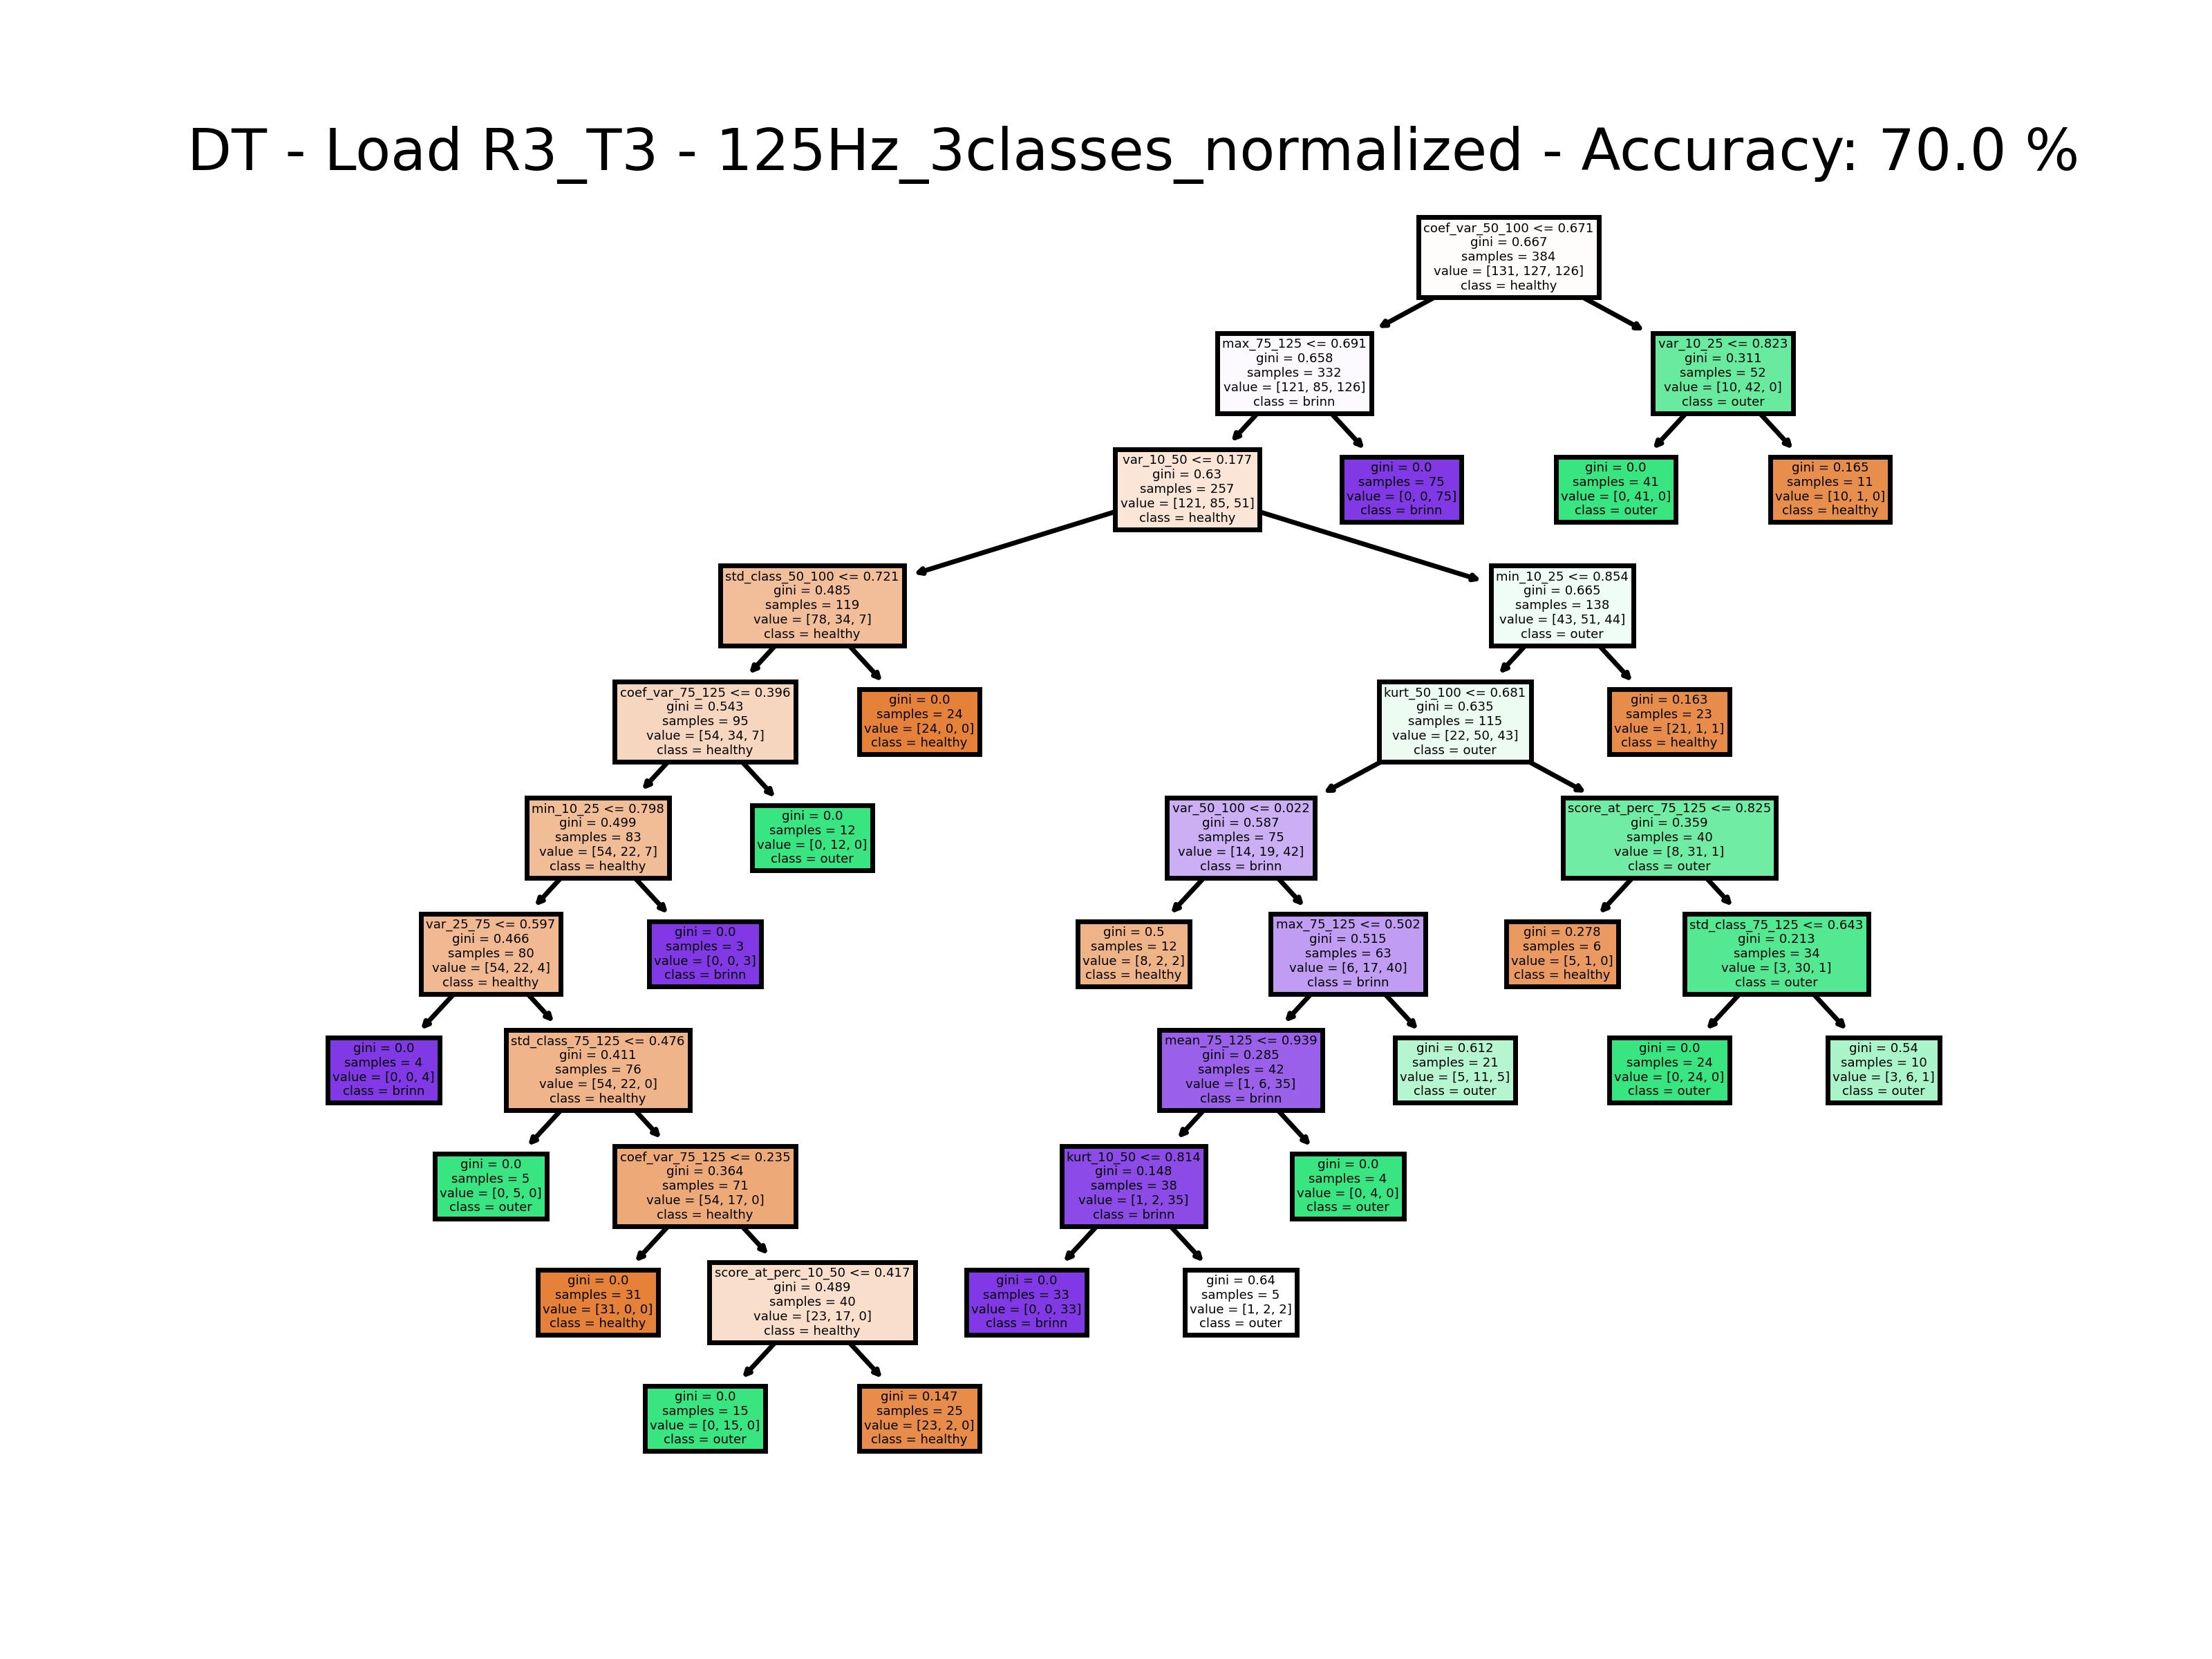 DT - Load R3_T3 - 125Hz_3classes_normalized - Accuracy: 70.0 %
coef_var_50_100 <= 0.671
gini = 0.667
samples = 384
value = [131, 127, 126]
class = healthy
max_75_125 <= 0.691
gini = 0.658
samples = 332
value = [121, 85, 126]
class = brinn
var_10_25 <= 0.823
gini = 0.311
samples = 52
value = [10, 42, 0]
class = outer
var_10_50 <= 0.177
gini = 0.63
samples = 257
value = [121, 85, 51]
class = healthy
gini = 0.0
samples = 75
value = [0, 0, 75]
class = brinn
gini = 0.0
samples = 41
value = [0, 41, 0]
class = outer
gini = 0.165
samples = 11
value = [10, 1, 0]
class = healthy
std_class_50_100 <= 0.721
gini = 0.485
samples = 119
value = [78, 34, 7]
class = healthy
min_10_25 <= 0.854
gini = 0.665
samples = 138
value = [43, 51, 44]
class = outer
coef_var_75_125 <= 0.396
gini = 0.543
samples = 95
value = [54, 34, 7]
class = healthy
gini = 0.0
samples = 24
value = [24, 0, 0]
class = healthy
kurt_50_100 <= 0.681
gini = 0.635
samples = 115
value = [22, 50, 43]
class = outer
gini = 0.163
samples = 23
value = [21, 1, 1]
class = healthy
min_10_25 <= 0.798
gini = 0.499
samples = 83
value = [54, 22, 7]
class = healthy
gini = 0.0
samples = 12
value = [0, 12, 0]
class = outer
var_50_100 <= 0.022
gini = 0.587
samples = 75
value = [14, 19, 42]
class = brinn
score_at_perc_75_125 <= 0.825
gini = 0.359
samples = 40
value = [8, 31, 1]
class = outer
var_25_75 <= 0.597
gini = 0.466
samples = 80
value = [54, 22, 4]
class = healthy
gini = 0.0
samples = 3
value = [0, 0, 3]
class = brinn
gini = 0.5
samples = 12
value = [8, 2, 2]
class = healthy
max_75_125 <= 0.502
gini = 0.515
samples = 63
value = [6, 17, 40]
class = brinn
gini = 0.278
samples = 6
value = [5, 1, 0]
class = healthy
std_class_75_125 <= 0.643
gini = 0.213
samples = 34
value = [3, 30, 1]
class = outer
gini = 0.0
samples = 4
value = [0, 0, 4]
class = brinn
std_class_75_125 <= 0.476
gini = 0.411
samples = 76
value = [54, 22, 0]
class = healthy
mean_75_125 <= 0.939
gini = 0.285
samples = 42
value = [1, 6, 35]
class = brinn
gini = 0.612
samples = 21
value = [5, 11, 5]
class = outer
gini = 0.0
samples = 24
value = [0, 24, 0]
class = outer
gini = 0.54
samples = 10
value = [3, 6, 1]
class = outer
gini = 0.0
samples = 5
value = [0, 5, 0]
class = outer
coef_var_75_125 <= 0.235
gini = 0.364
samples = 71
value = [54, 17, 0]
class = healthy
kurt_10_50 <= 0.814
gini = 0.148
samples = 38
value = [1, 2, 35]
class = brinn
gini = 0.0
samples = 4
value = [0, 4, 0]
class = outer
gini = 0.0
samples = 31
value = [31, 0, 0]
class = healthy
score_at_perc_10_50 <= 0.417
gini = 0.489
samples = 40
value = [23, 17, 0]
class = healthy
gini = 0.0
samples = 33
value = [0, 0, 33]
class = brinn
gini = 0.64
samples = 5
value = [1, 2, 2]
class = outer
gini = 0.0
samples = 15
value = [0, 15, 0]
class = outer
gini = 0.147
samples = 25
value = [23, 2, 0]
class = healthy